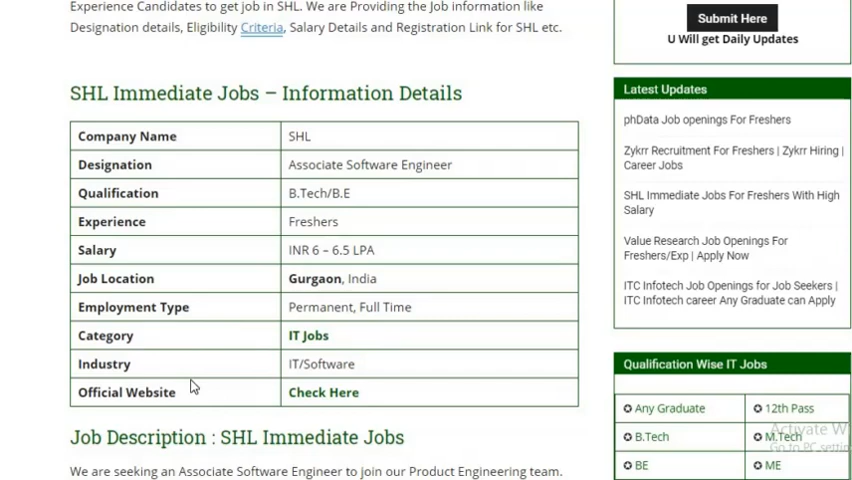 Experience Candidates to get job in SHL. We are Providing the Job information like
Designation details, Eligibility Criteria, Salary Details and Registration Link for SHL etc.
SHL Immediate Jobs – Information Details
Company Name SHL
Designation Associate Software Engineer
Qualification B.Tech/B.E
Experience Freshers
Salary INR 6 – 6.5 LPA
Job Location Gurgaon, India
Employment Type Permanent, Full Time
Category IT Jobs
Industry IT/Software
Official Website Check Here
Job Description : SHL Immediate Jobs
We are seeking an Associate Software Engineer to join our Product Engineering team.
Submit Here
U Will get Daily Updates
Latest Updates
phData Job openings For Freshers
Zykrr Recruitment For Freshers | Zykrr Hiring |
Career Jobs
SHL Immediate Jobs For Freshers With High
Salary
Value Research Job Openings For
Freshers/Exp | Apply Now
ITC Infotech Job Openings for Job Seekers |
ITC Infotech career Any Graduate can Apply
Qualification Wise IT Jobs
Any Graduate 12th Pass
B.Tech M.Tech
BE ME
Activate W
Go to PC settin